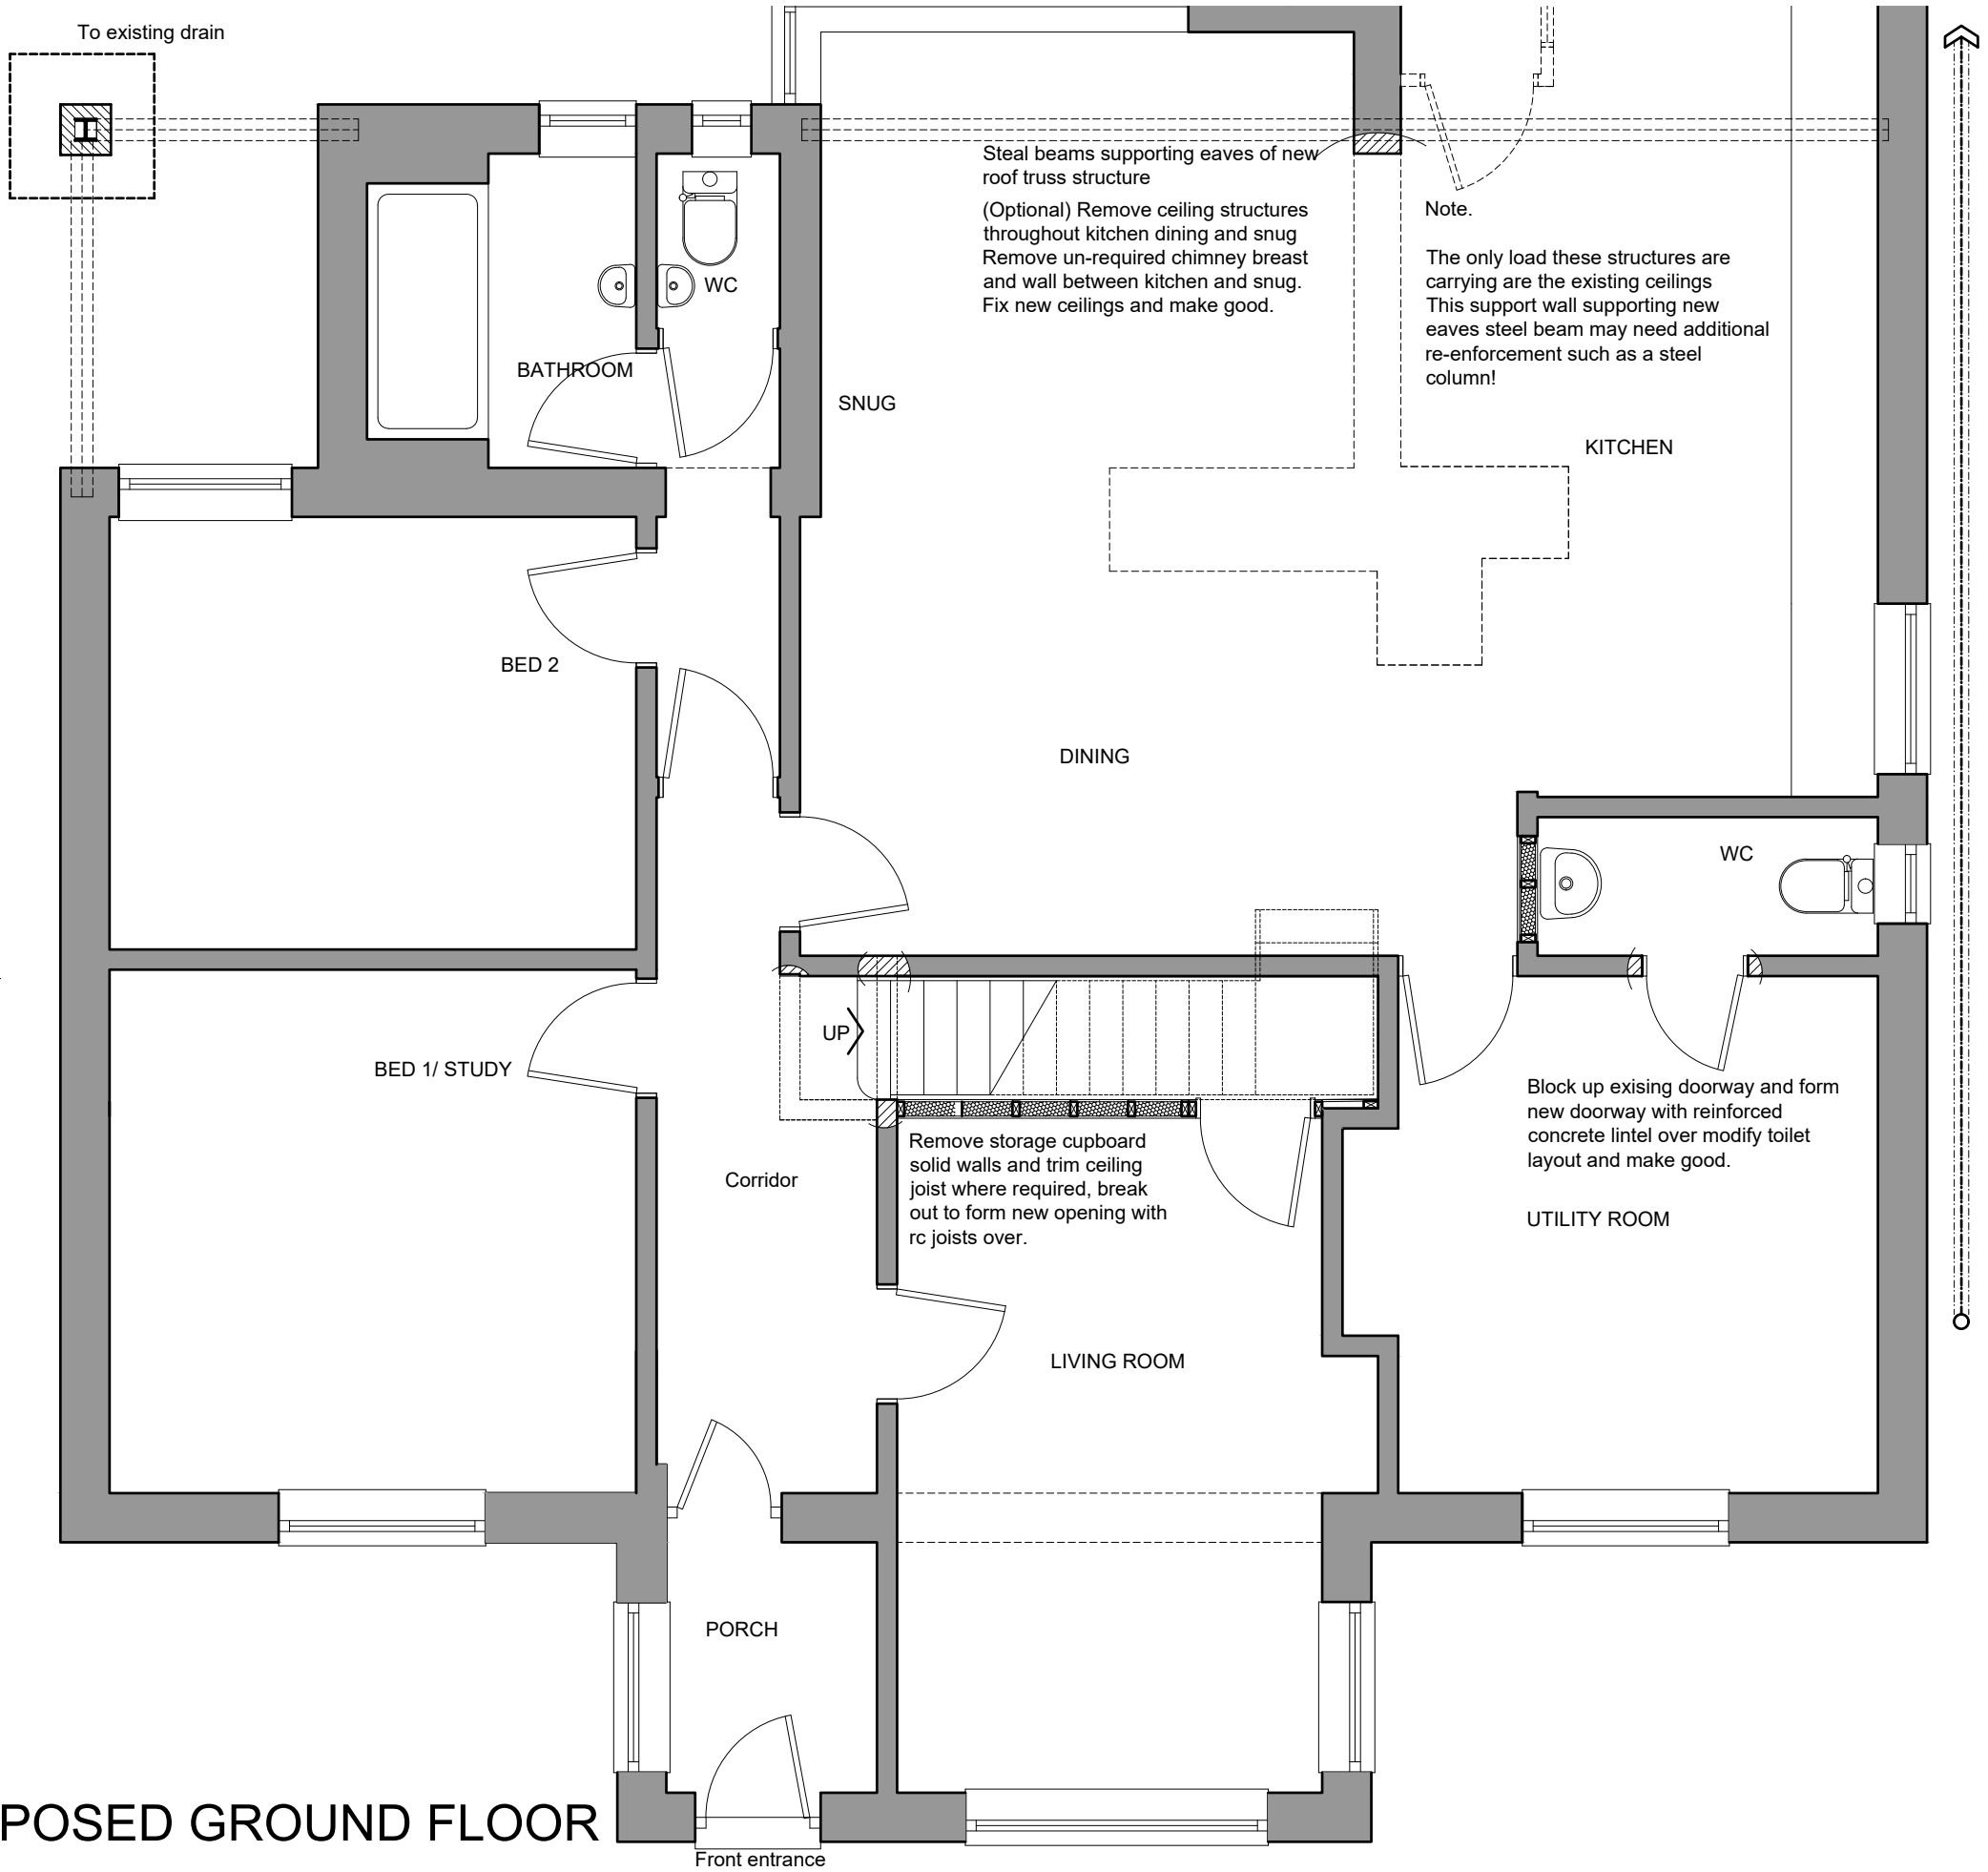 To existing drain
Steal beams supporting eaves of new
roof truss structure
(Optional) Remove ceiling structures
throughout kitchen dining and snug
Remove un-required chimney breast
and wall between kitchen and snug.
Fix new ceilings and make good.
Note.
The only load these structures are
carrying are the existing ceilings
This support wall supporting new
eaves steel beam may need additional
re-enforcement such as a steel
column!
WC
BATHROOM
SNUG
KITCHEN
BED 2
DINING
WC
UP
BED 1/ STUDY
Block up exising doorway and form
new doorway with reinforced
concrete lintel over modify toilet
layout and make good.
Remove storage cupboard
solid walls and trim ceiling
joist where required, break
out to form new opening with
rc joists over.
Corridor
UTILITY ROOM
LIVING ROOM
PORCH
POSED GROUND FLOOR
Front entrance